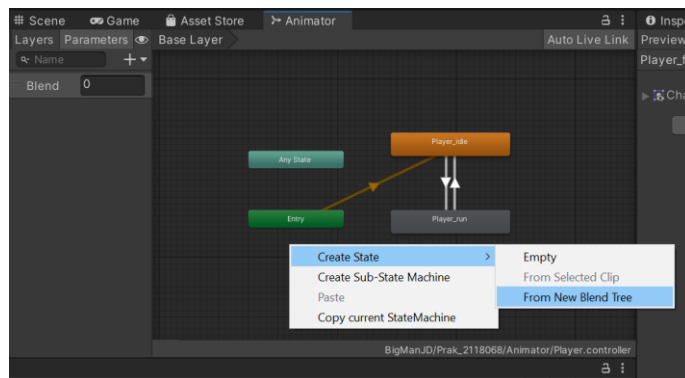 Scene Game Asset Store Animator Insp
Layers Parameters Base Layer Auto Live Link Preview
Name Player_f
Blend 0
Cha
Player_idle
Any State
Entry Player_run
Create State Empty
Create Sub-State Machine From Selected Clip
Paste From New Blend Tree
Copy current StateMachine
BigManJD/Prak_2118068/Animator/Player.controller